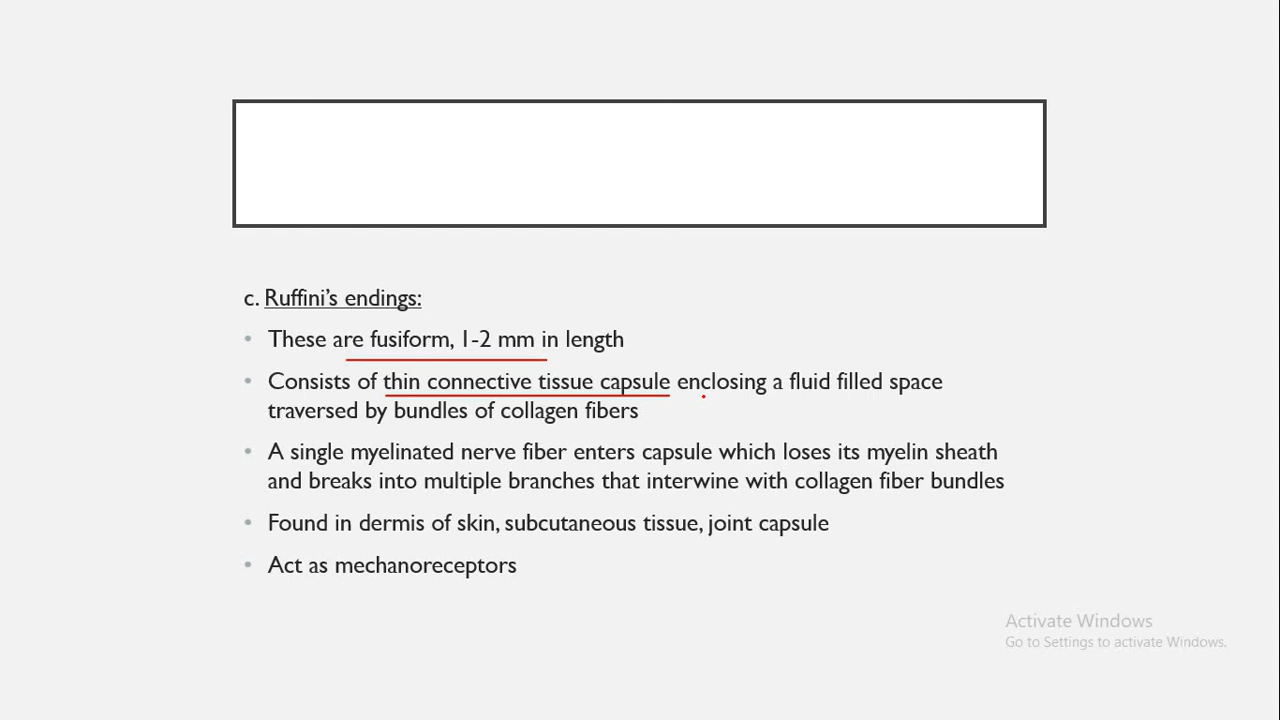 c. Ruffini's endings:
• These are fusiform, 1-2 mm in length
• Consists of thin connective tissue capsule enclosing a fluid filled space
traversed by bundles of collagen fibers
• A single myelinated nerve fiber enters capsule which loses its myelin sheath
and breaks into multiple branches that interwine with collagen fiber bundles
• Found in dermis of skin, subcutaneous tissue, joint capsule
• Act as mechanoreceptors
Activate Windows
Go to Settings to activate Windows.